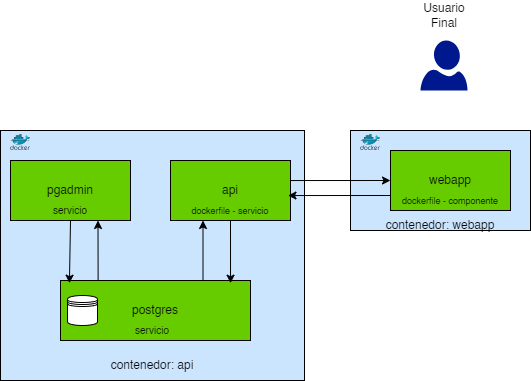 Usuario
Final
docker
docker
pgadmin
servicio
api
dockerfile - servicio
webapp
dockerfile - componente
contenedor: webapp
postgres
servicio
contenedor: api